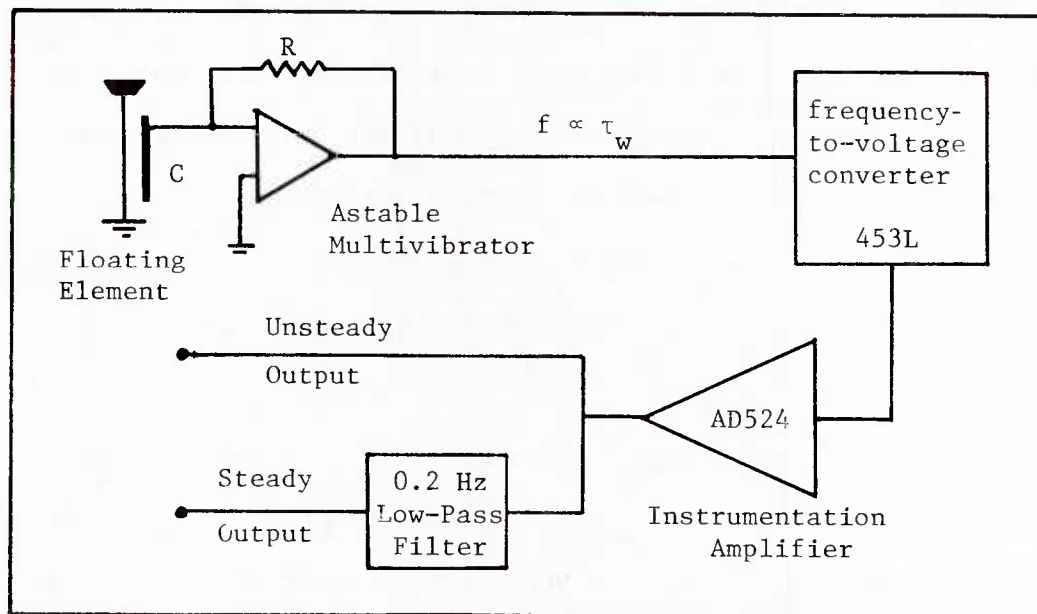 R
C
Floating
Element
Astable
Multivibrator
f ∝ τw
frequency-
to-voltage
converter
453L
Unsteady
Output
AD524
Instrumentation
Amplifier
Steady
Output
0.2 Hz
Low-Pass
Filter